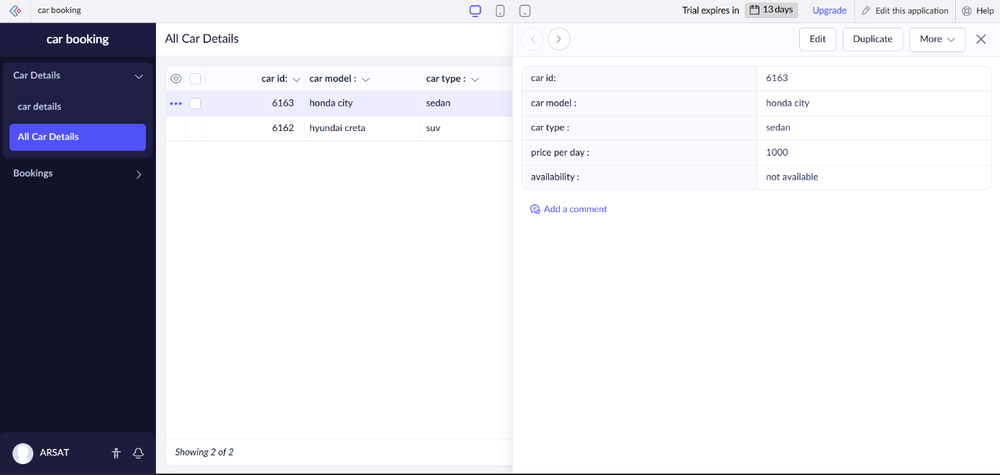 car booking
Trial expires in 13 days Upgrade Edit this application Help
car booking
Car Details
car details
All Car Details
Bookings
ARSAT
All Car Details
car id: car model : car type :
6163 honda city sedan
6162 hyundai creta suv
Showing 2 of 2
Edit Duplicate More
car id: 6163
car model : honda city
car type : sedan
price per day : 1000
availability : not available
Add a comment